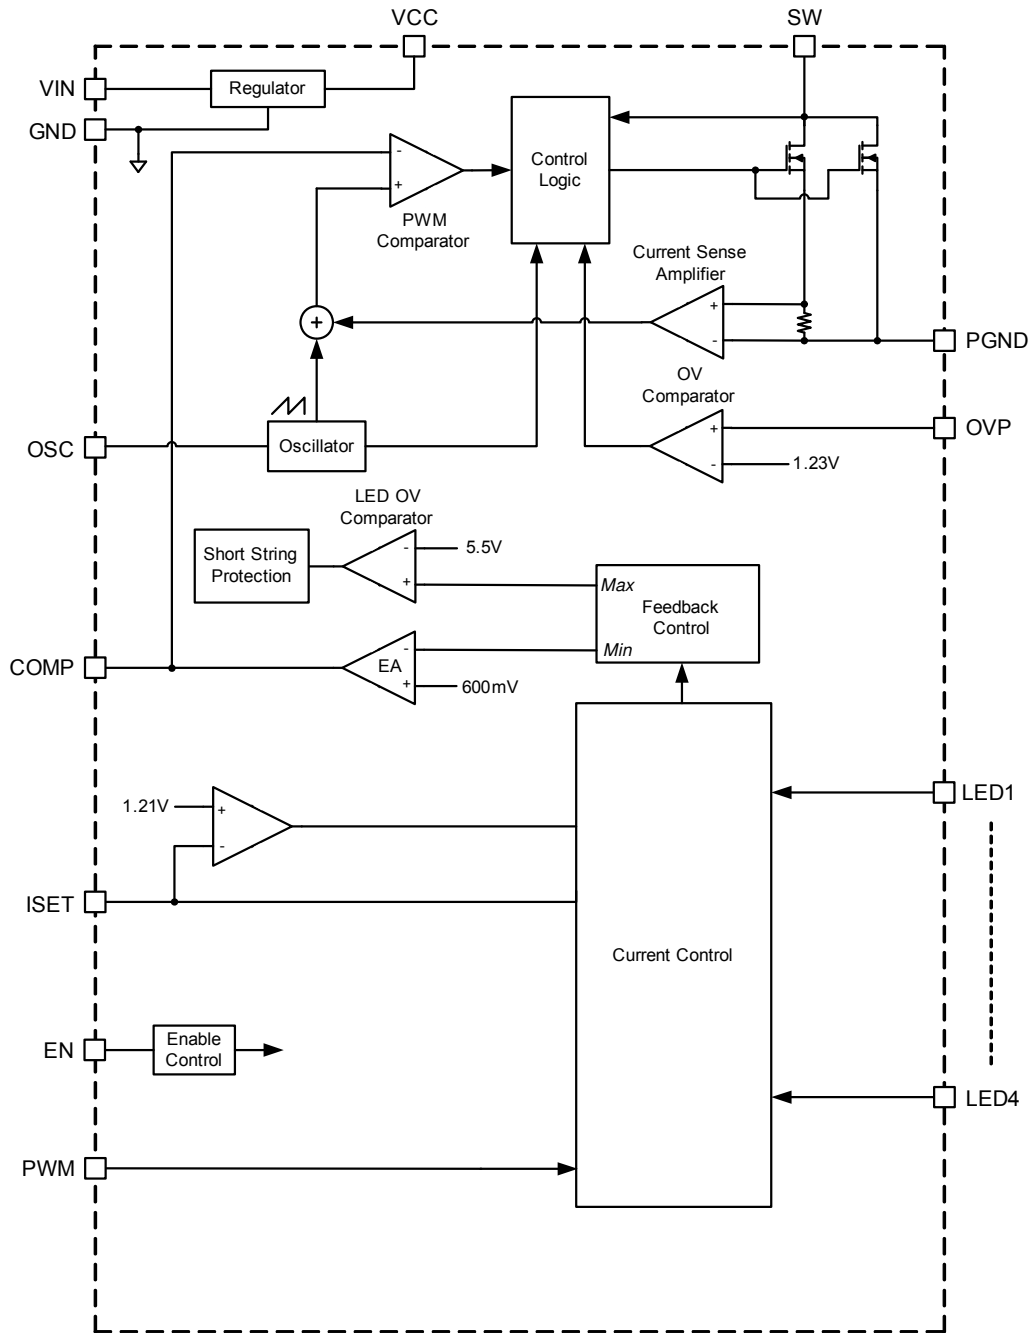 VCC
SW
VIN
Regulator
GND
-
+
PWM
Comparator
Control
Logic
Current Sense
Amplifier
+
-
+
PGND
OV
Comparator
+
-
1.23V
OVP
OSC
Oscillator
LED OV
Comparator
Short String
Protection
-
+
5.5V
Max
Feedback
Control
Min
COMP
EA
-
+
600mV
1.21V
+
-
LED1
ISET
Current Control
EN
Enable
Control
LED4
PWM